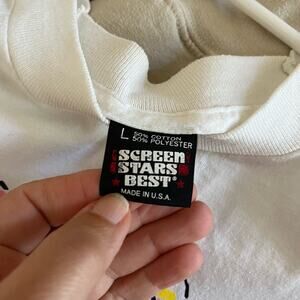 L 50% COTTON
50% POLYESTER
SCREEN
STARS
BEST®
MADE IN U.S.A.